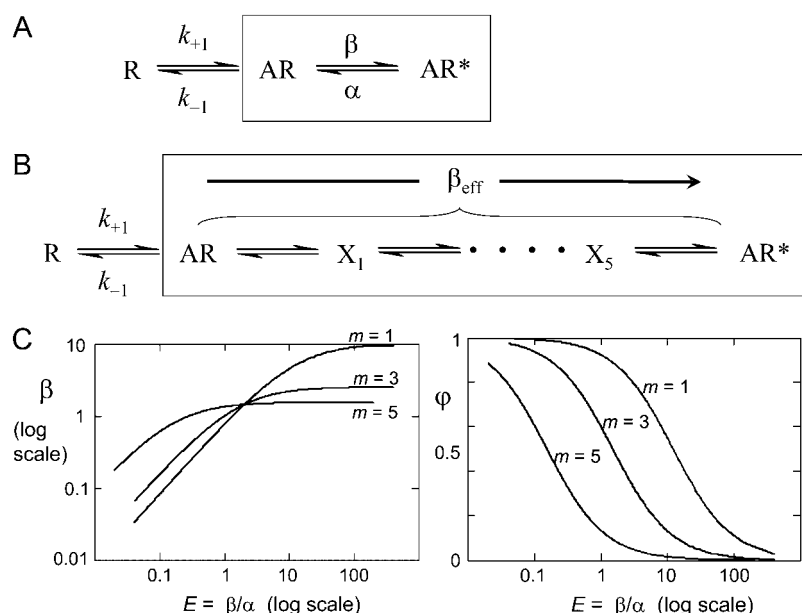 A
k+1 β
R AR AR*
k−1 α
B
βeff
k+1
R AR X1 • • • • X5 AR*
k−1
C
β
(log
scale)
10
1
0.1
0.01
m = 1
m = 3
m = 5
0.1 1 10 100
E = β/α (log scale)
φ
1
0.5
0
m = 1
m = 3
m = 5
0.1 1 10 100
E = β/α (log scale)